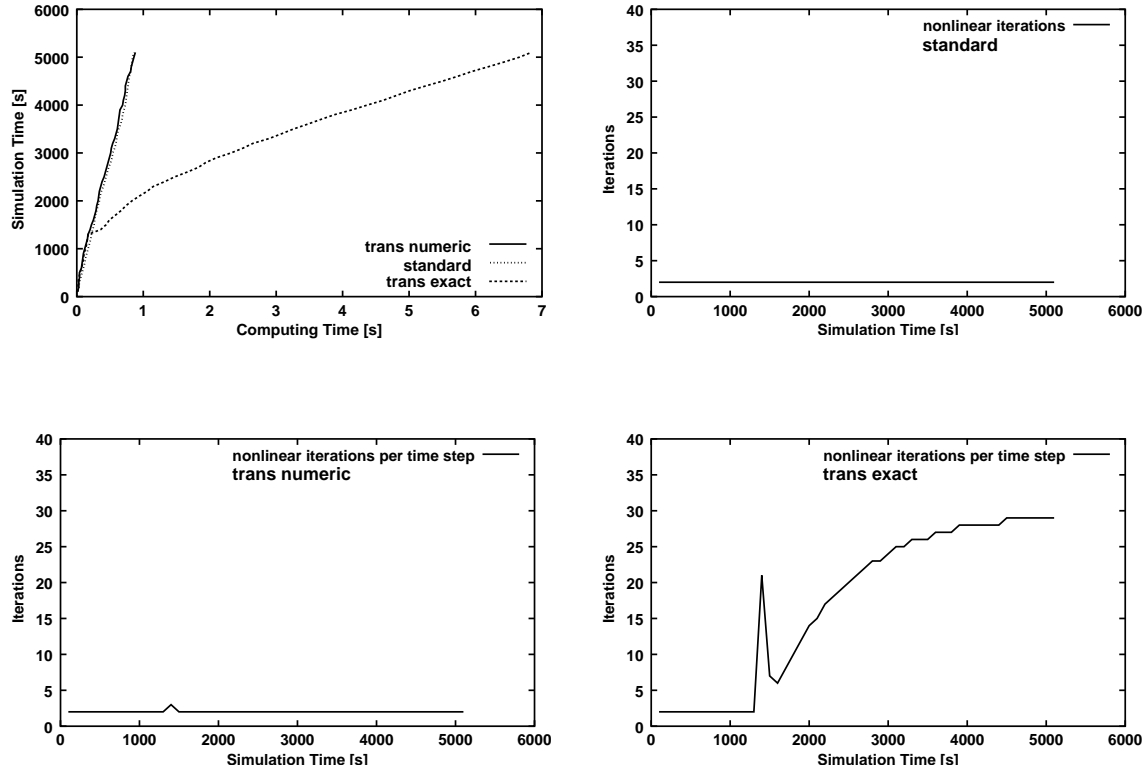 6000
5000
4000
3000
2000
1000
0
Simulation Time [s]
trans numeric
standard
trans exact
0 1 2 3 4 5 6 7
Computing Time [s]
40
35
30
25
20
15
10
5
0
Iterations
nonlinear iterations
standard
0 1000 2000 3000 4000 5000 6000
Simulation Time [s]
40
35
30
25
20
15
10
5
0
Iterations
nonlinear iterations per time step
trans numeric
0 1000 2000 3000 4000 5000 6000
Simulation Time [s]
40
35
30
25
20
15
10
5
0
Iterations
nonlinear iterations per time step
trans exact
0 1000 2000 3000 4000 5000 6000
Simulation Time [s]